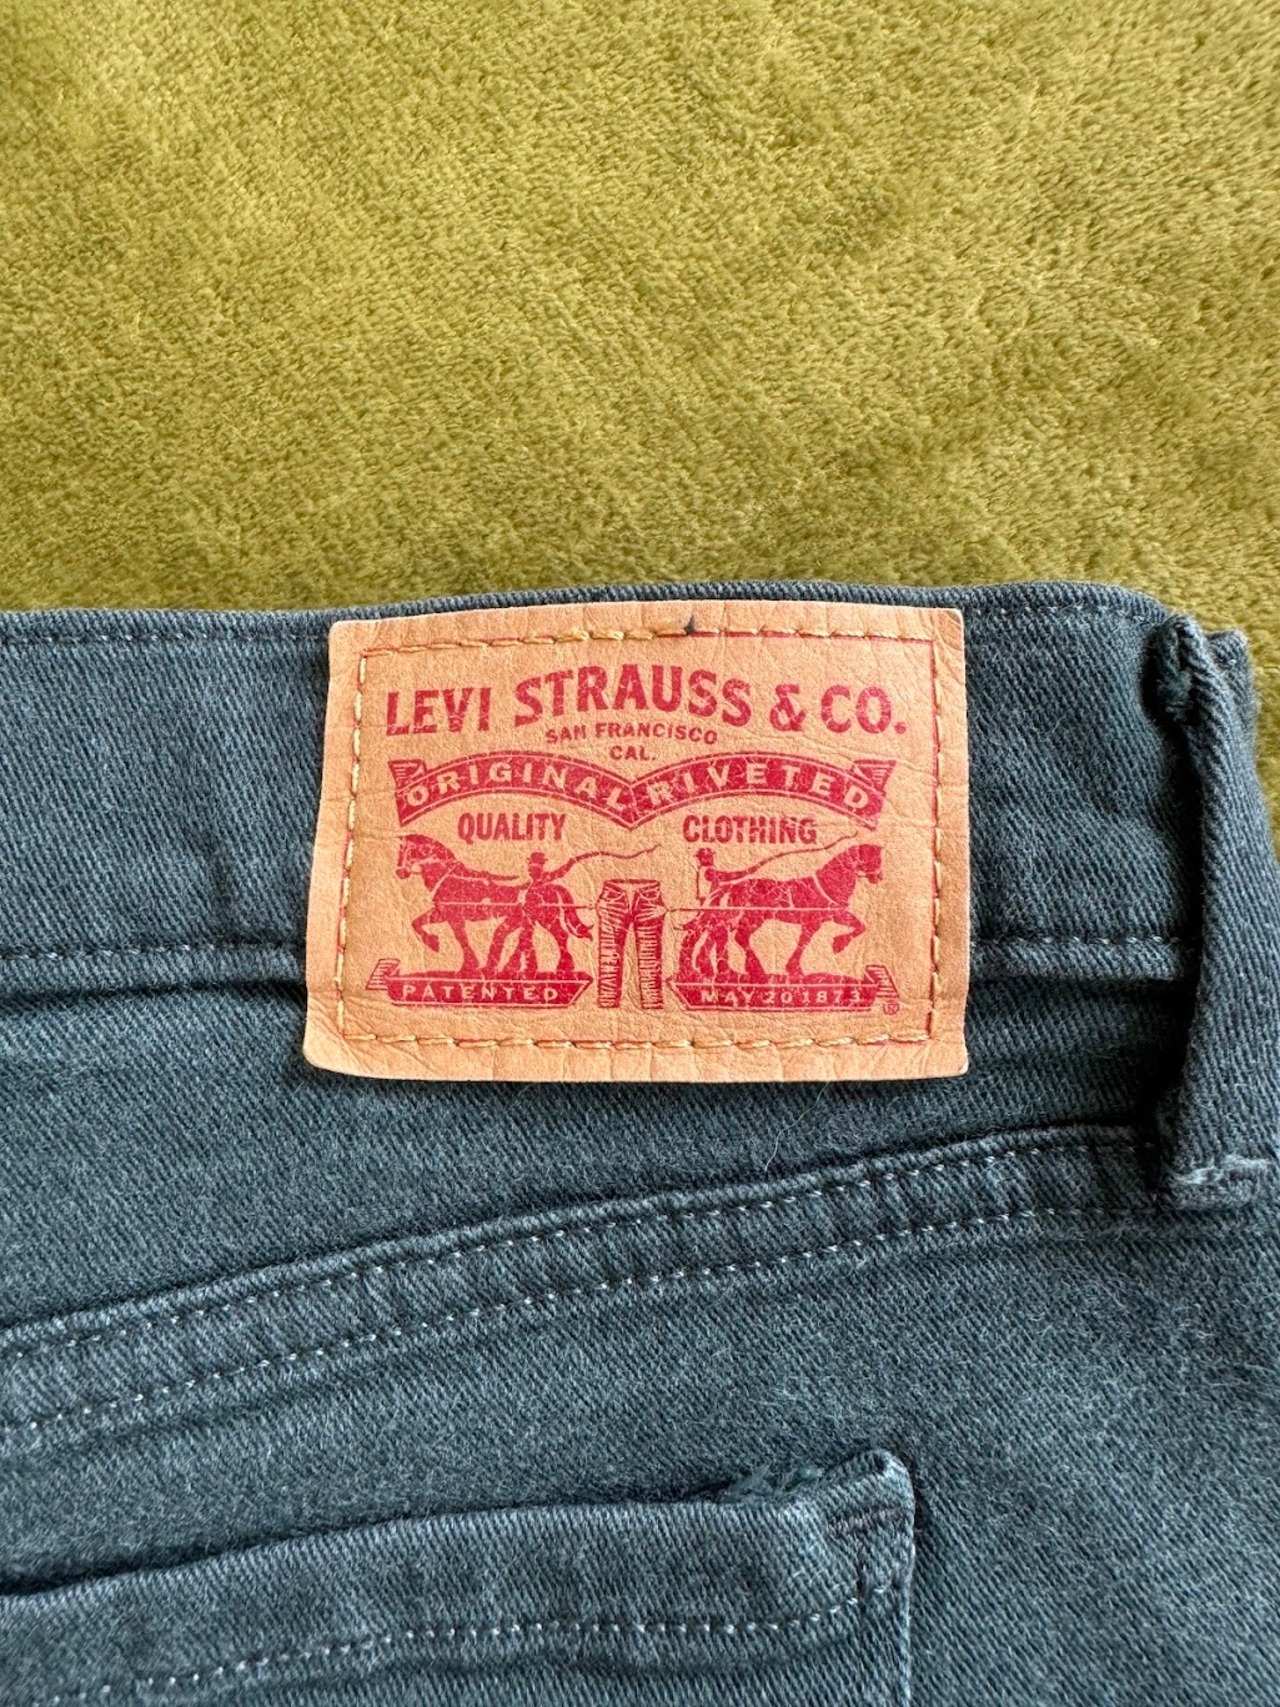 LEVI STRAUSS & CO.
SAN FRANCISCO
CAL.
ORIGINAL RIVETED
QUALITY CLOTHING
PATENTED MAY 20 1873 ®